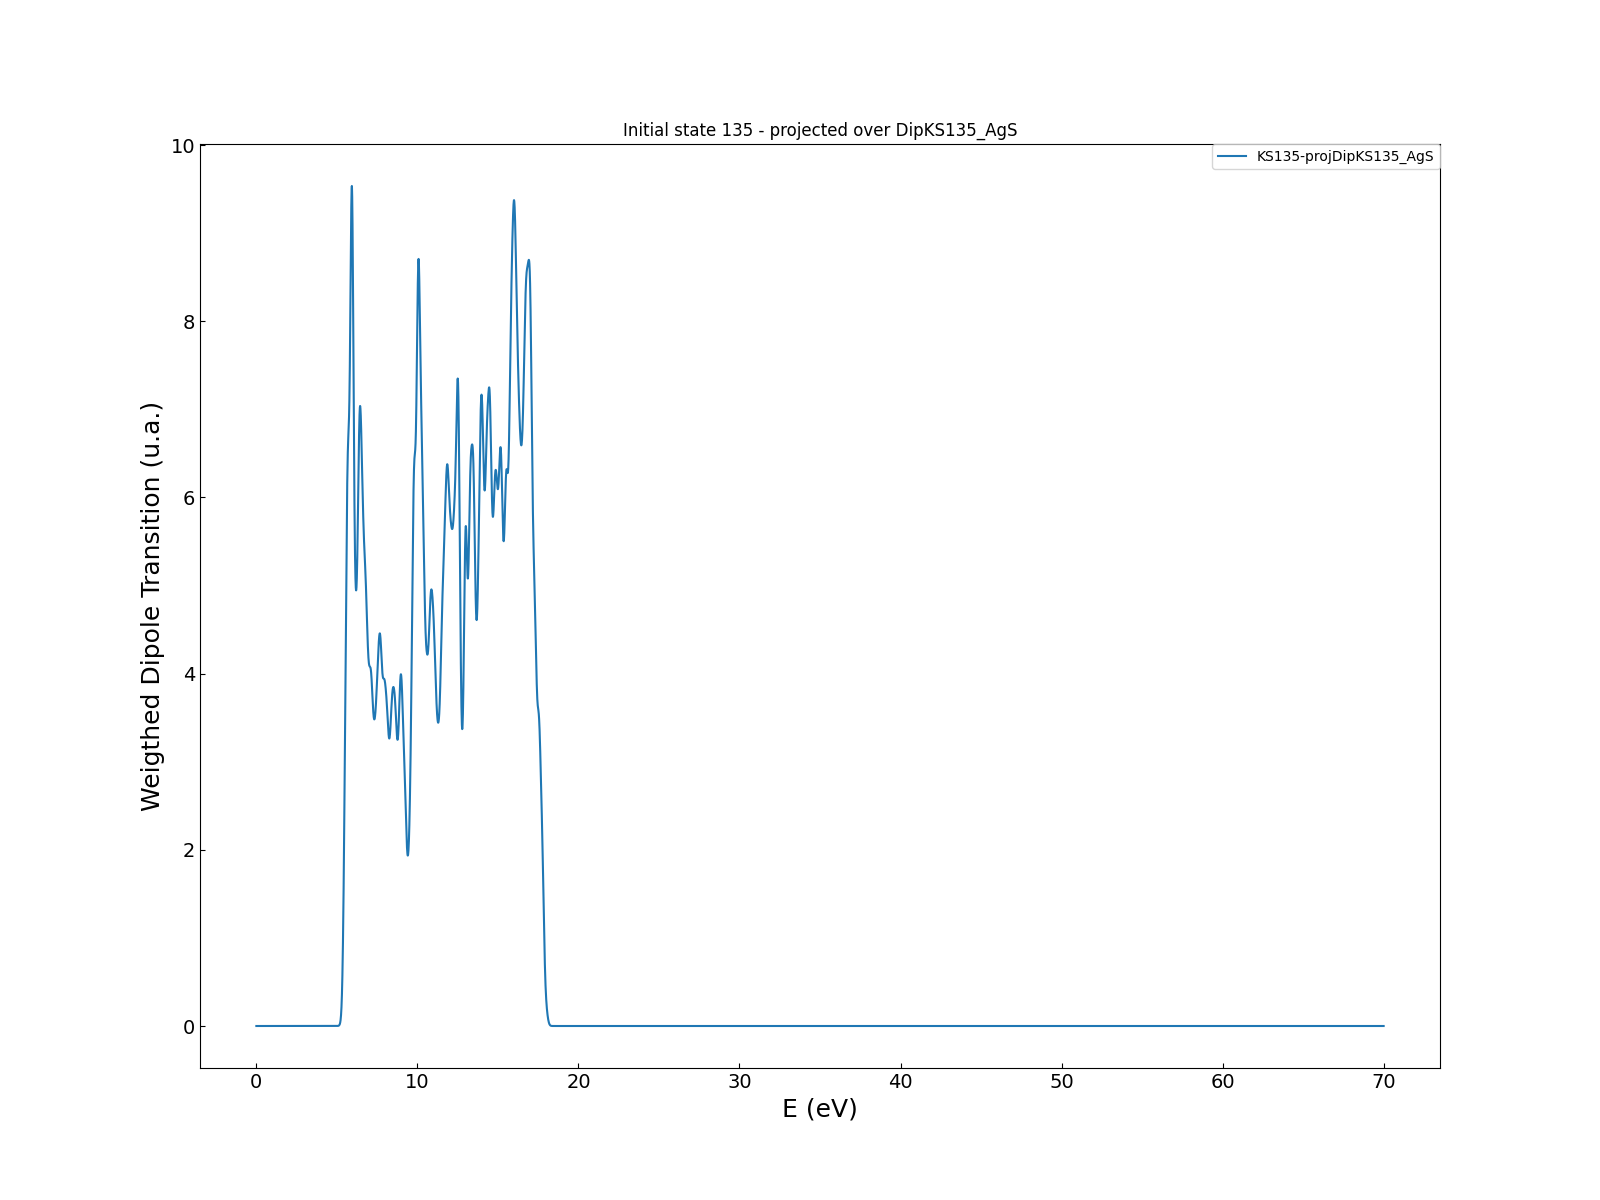 Initial state 135 - projected over DipKS135_AgS
KS135-projDipKS135_AgS
Weigthed Dipole Transition (u.a.)
10
8
6
4
2
0
0 10 20 30 40 50 60 70
E (eV)